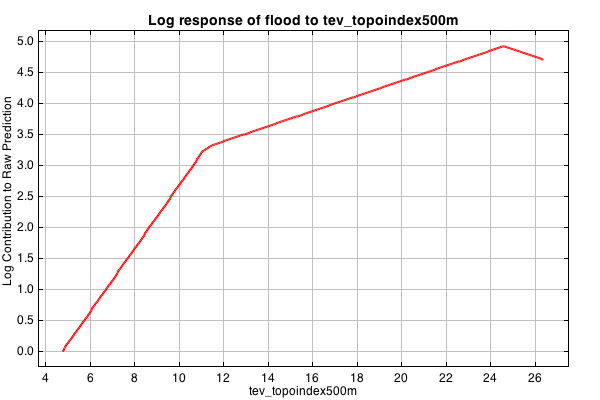 Log response of flood to tev_topoindex500m
Log Contribution to Raw Prediction
5.0
4.5
4.0
3.5
3.0
2.5
2.0
1.5
1.0
0.5
0.0
4 6 8 10 12 14 16 18 20 22 24 26
tev_topoindex500m